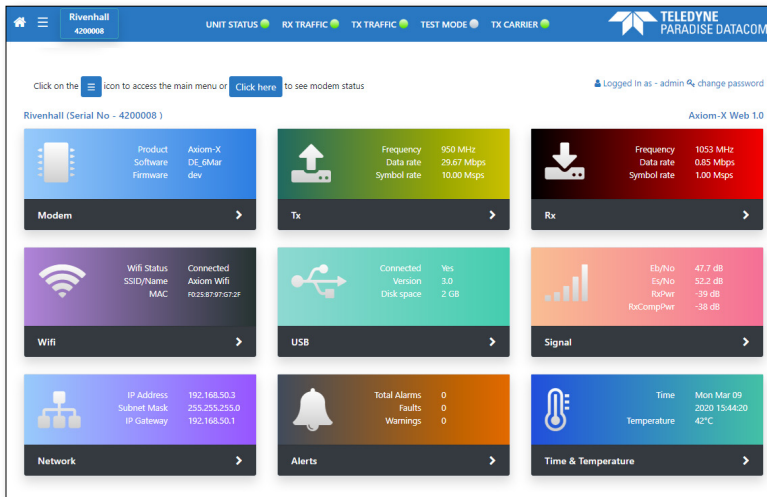 Rivenhall
4200008
UNIT STATUS RX TRAFFIC TX TRAFFIC TEST MODE TX CARRIER
TELEDYNE
PARADISE DATACOM
Click on the icon to access the main menu or Click here to see modem status
Logged In as - admin change password
Rivenhall (Serial No - 4200008 )
Axiom-X Web 1.0
Product Axiom-X
Software DE_6Mar
Firmware dev
Modem
Frequency 950 MHz
Data rate 29.67 Mbps
Symbol rate 10.00 Msps
Tx
Frequency 1053 MHz
Data rate 0.85 Mbps
Symbol rate 1.00 Msps
Rx
Wifi Status Connected
SSID/Name Axiom Wifi
MAC F0:25:B7:97:G7:2F
Wifi
Connected Yes
Version 3.0
Disk space 2 GB
USB
Eb/No 47.7 dB
Es/No 52.2 dB
RxPwr -39 dB
RxCompPwr -38 dB
Signal
IP Address 192.168.50.3
Subnet Mask 255.255.255.0
IP Gateway 192.168.50.1
Network
Total Alarms 0
Faults 0
Warnings 0
Alerts
Time Mon Mar 09
2020 15:44:20
Temperature 42°C
Time & Temperature